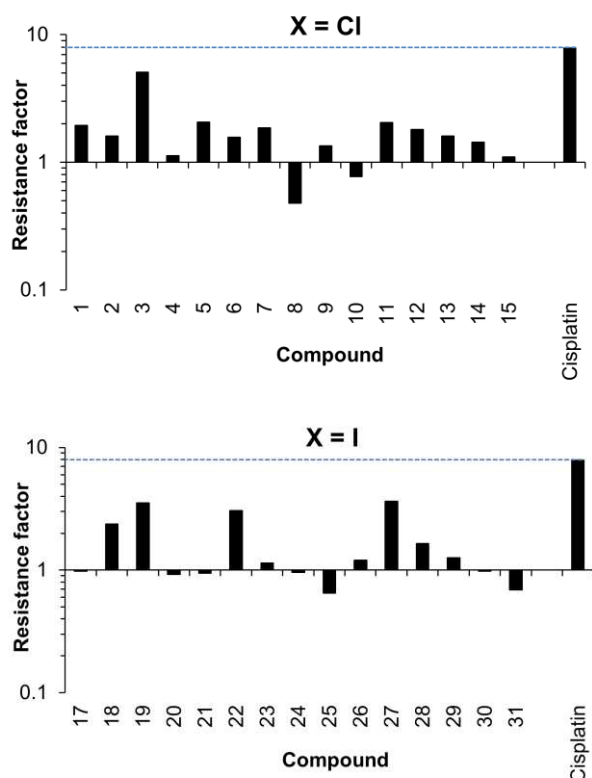 X = Cl
10
1
0.1
Resistance factor
1 2 3 4 5 6 7 8 9 10 11 12 13 14 15 Cisplatin
Compound
X = I
10
1
0.1
Resistance factor
17 18 19 20 21 22 23 24 25 26 27 28 29 30 31 Cisplatin
Compound